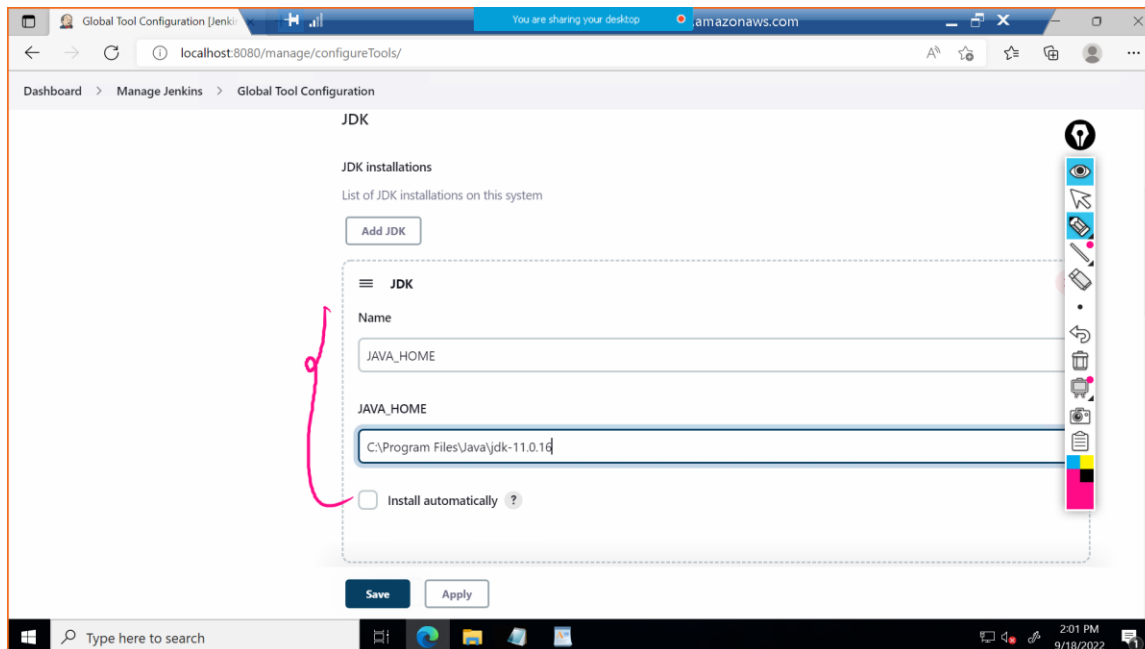 Global Tool Configuration [Jenki
You are sharing your desktop
.amazonaws.com
localhost:8080/manage/configureTools/
Dashboard > Manage Jenkins > Global Tool Configuration
JDK
JDK installations
List of JDK installations on this system
Add JDK
JDK
Name
JAVA_HOME
JAVA_HOME
C:\Program Files\Java\jdk-11.0.16
Install automatically ?
Save Apply
Type here to search
2:01 PM
9/18/2022